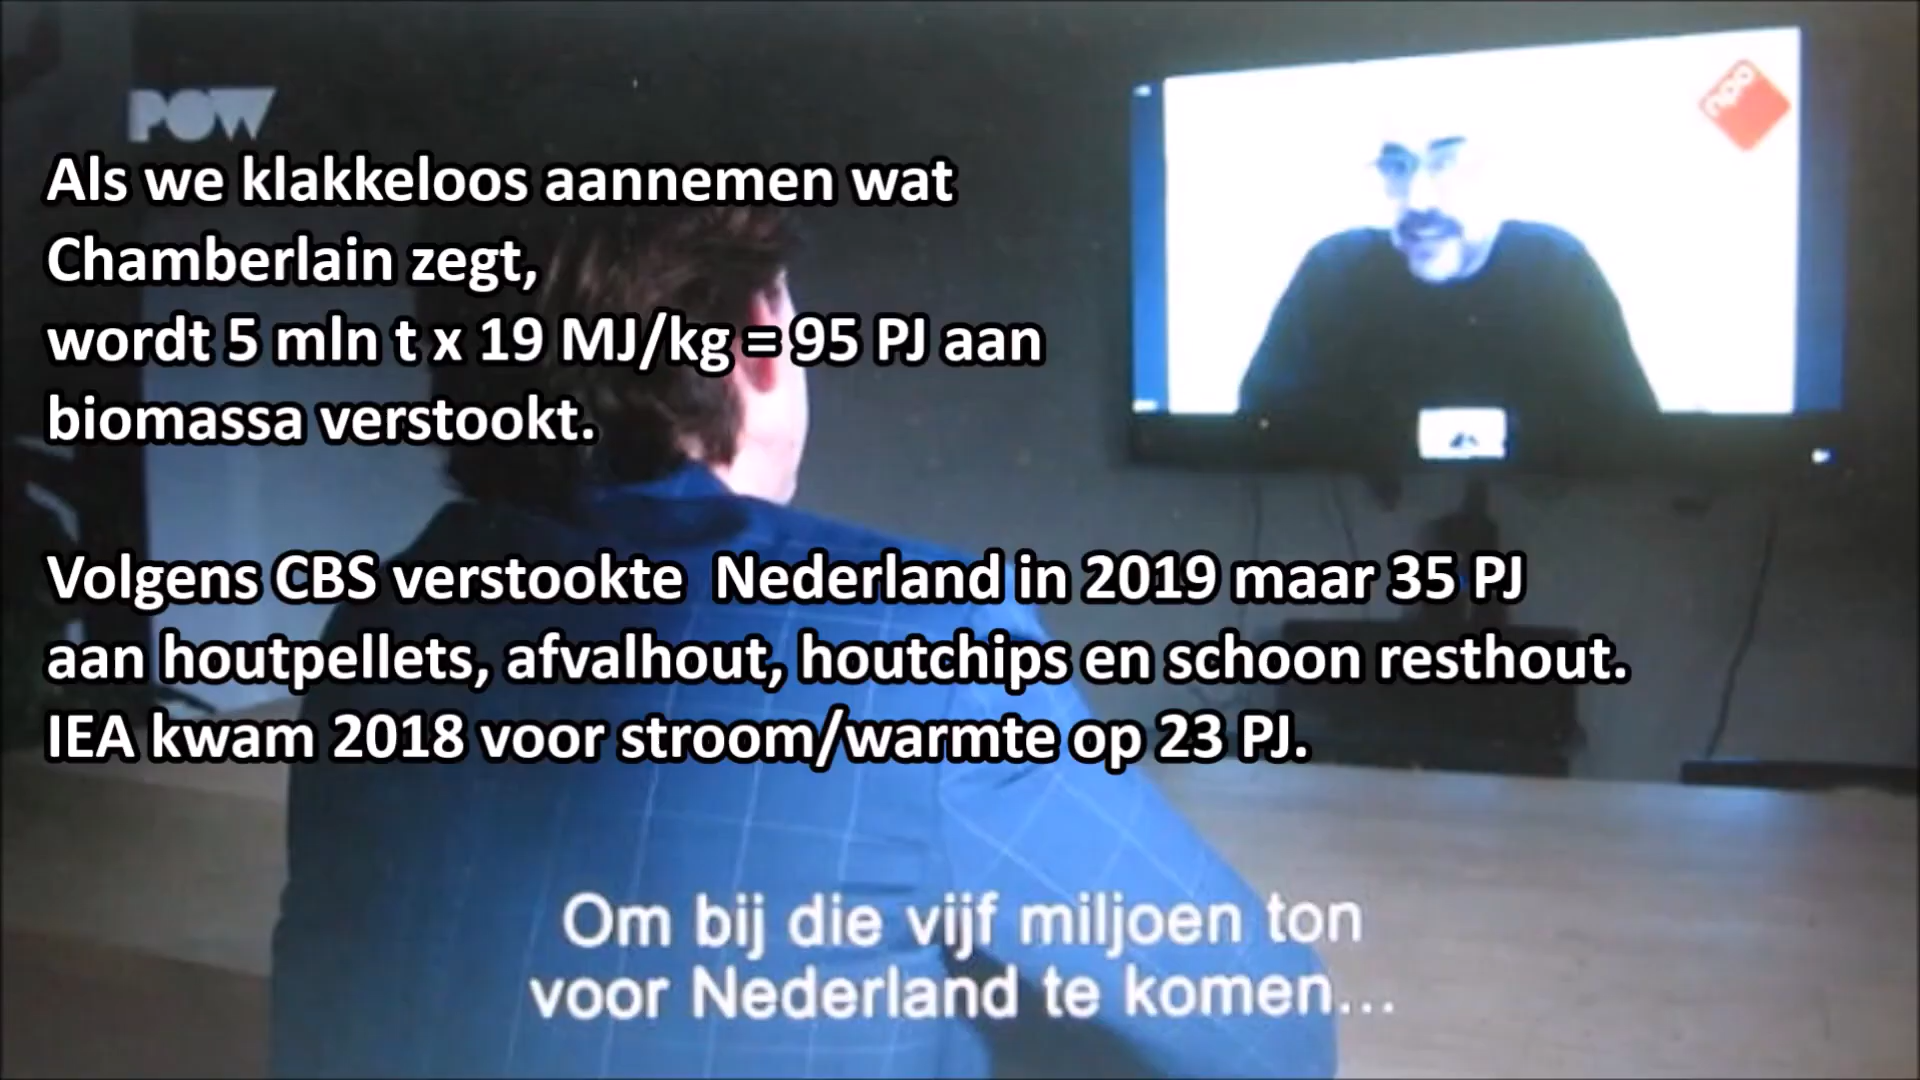 POW
npo
Als we klakkeloos aannemen wat
Chamberlain zegt,
wordt 5 mln t x 19 MJ/kg = 95 PJ aan
biomassa verstookt.
Volgens CBS verstookte  Nederland in 2019 maar 35 PJ
aan houtpellets, afvalhout, houtchips en schoon resthout.
IEA kwam 2018 voor stroom/warmte op 23 PJ.
Om bij die vijf miljoen ton
voor Nederland te komen...